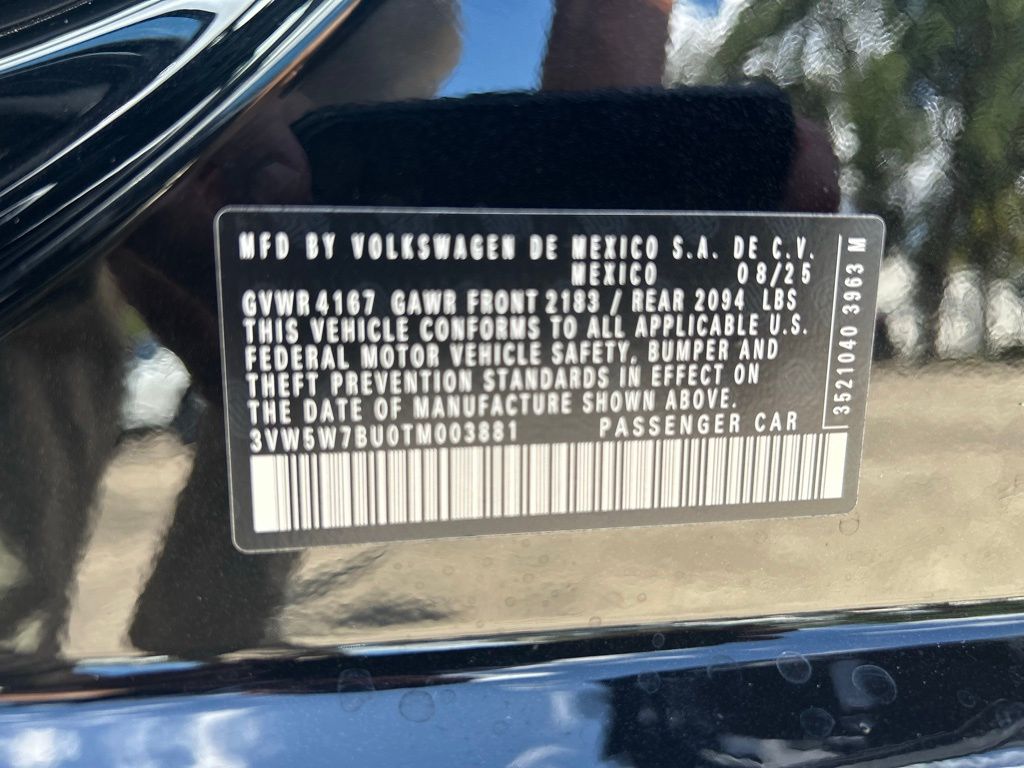 MFD BY VOLKSWAGEN DE MEXICO S.A. DE C.V.
MEXICO 08/25
GVWR 4167 GAWR FRONT 2183 / REAR 2094 LBS
THIS VEHICLE CONFORMS TO ALL APPLICABLE U.S.
FEDERAL MOTOR VEHICLE SAFETY, BUMPER AND
THEFT PREVENTION STANDARDS IN EFFECT ON
THE DATE OF MANUFACTURE SHOWN ABOVE.
3VW5W7BU0TM003881 PASSENGER CAR
3521040 3963 M